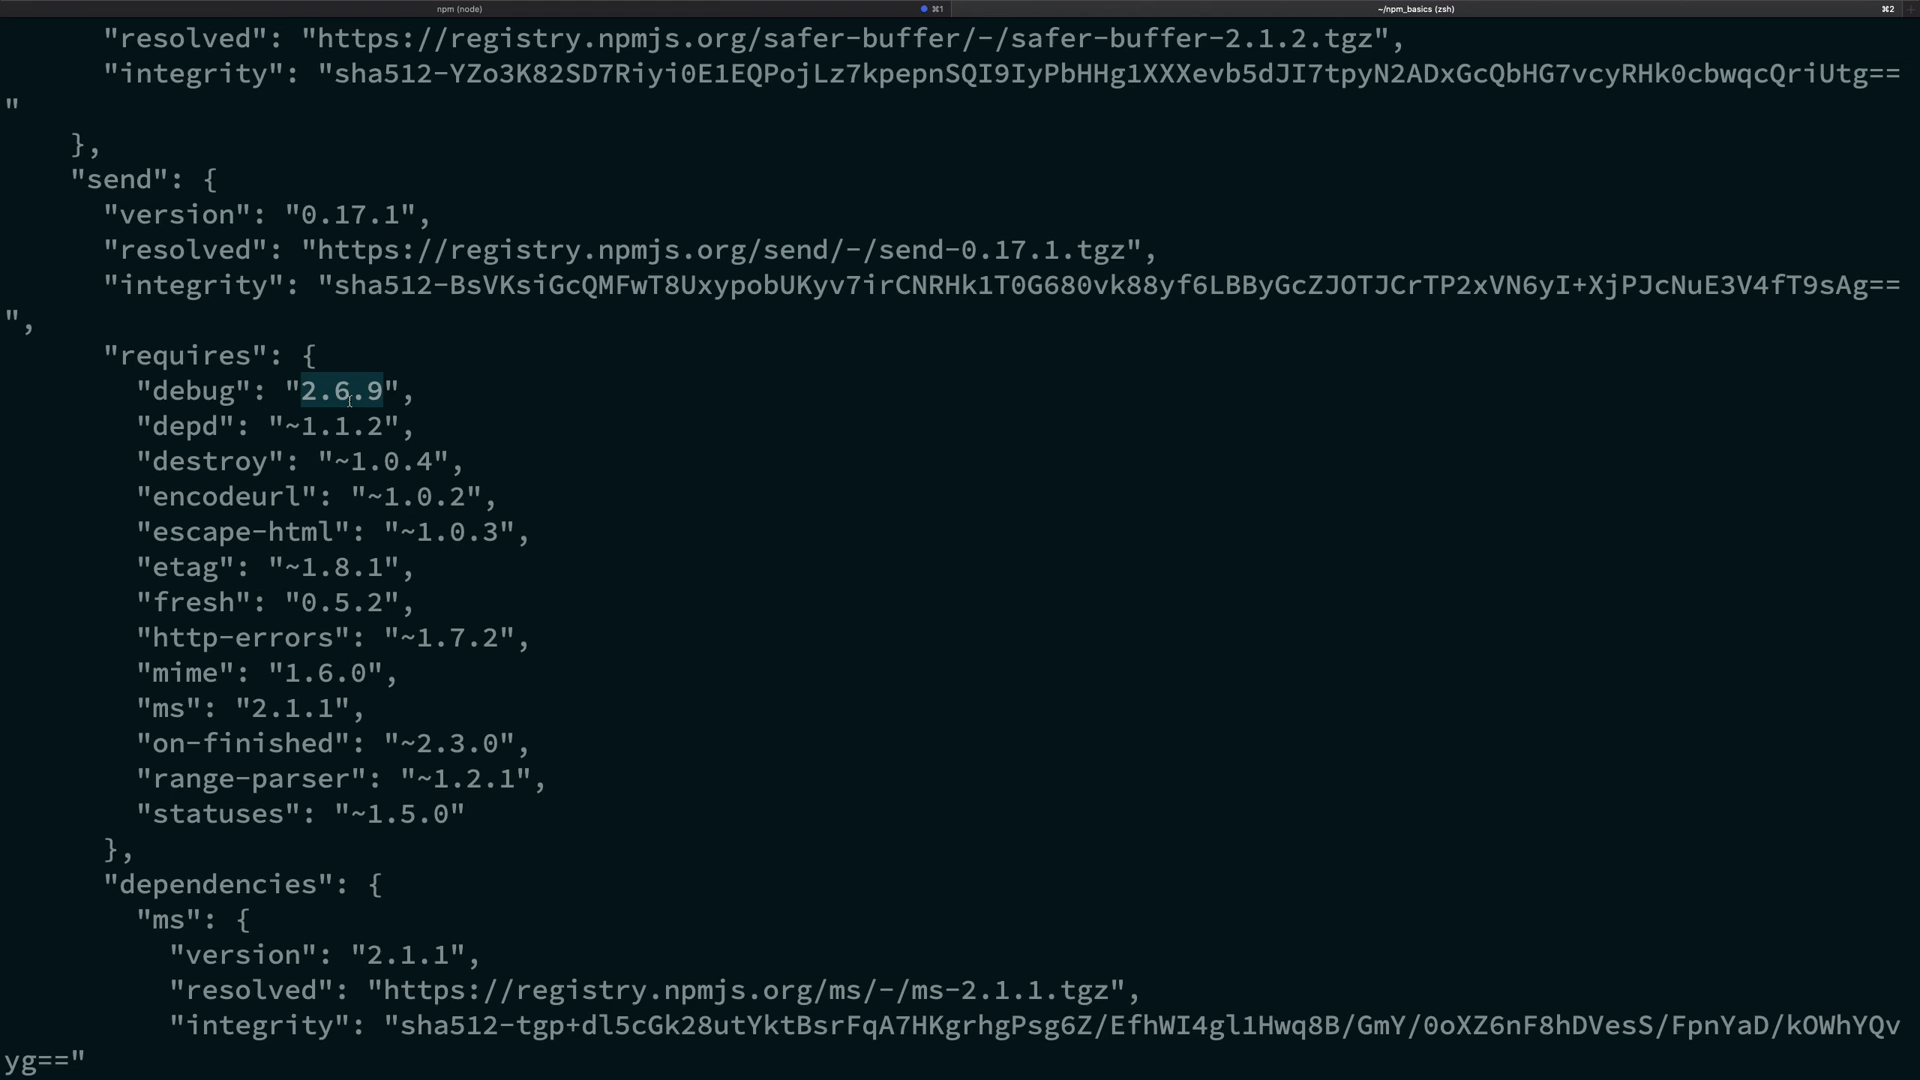 npm (node)
⌘1
~/npm_basics (zsh)
⌘2
"resolved": "https://registry.npmjs.org/safer-buffer/-/safer-buffer-2.1.2.tgz",
"integrity": "sha512-YZo3K82SD7Riyi0E1EQPojLz7kpepnSQI9IyPbHHg1XXXevb5dJI7tpyN2ADxGcQbHG7vcyRHk0cbwqcQriUtg==
"
},
"send": {
"version": "0.17.1",
"resolved": "https://registry.npmjs.org/send/-/send-0.17.1.tgz",
"integrity": "sha512-BsVKsiGcQMFwT8UxypobUKyv7irCNRHk1T0G680vk88yf6LBByGcZJOTJCrTP2xVN6yI+XjPJcNuE3V4fT9sAg==
",
"requires": {
"debug": "2.6.9",
"depd": "~1.1.2",
"destroy": "~1.0.4",
"encodeurl": "~1.0.2",
"escape-html": "~1.0.3",
"etag": "~1.8.1",
"fresh": "0.5.2",
"http-errors": "~1.7.2",
"mime": "1.6.0",
"ms": "2.1.1",
"on-finished": "~2.3.0",
"range-parser": "~1.2.1",
"statuses": "~1.5.0"
},
"dependencies": {
"ms": {
"version": "2.1.1",
"resolved": "https://registry.npmjs.org/ms/-/ms-2.1.1.tgz",
"integrity": "sha512-tgp+dl5cGk28utYktBsrFqA7HKgrhgPsg6Z/EfhWI4gl1Hwq8B/GmY/0oXZ6nF8hDVesS/FpnYaD/kOWhYQv
yg=="